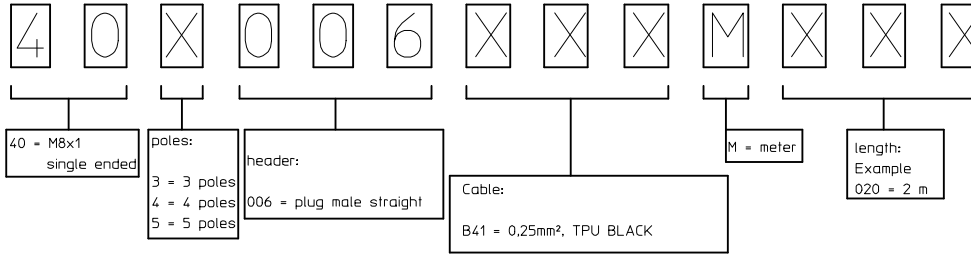 4 0 X 0 0 6 X X X M X X X
40 = M8x1
single ended
poles:
3 = 3 poles
4 = 4 poles
5 = 5 poles
header:
006 = plug male straight
Cable:
B41 = 0,25mm², TPU BLACK
M = meter
length:
Example
020 = 2 m